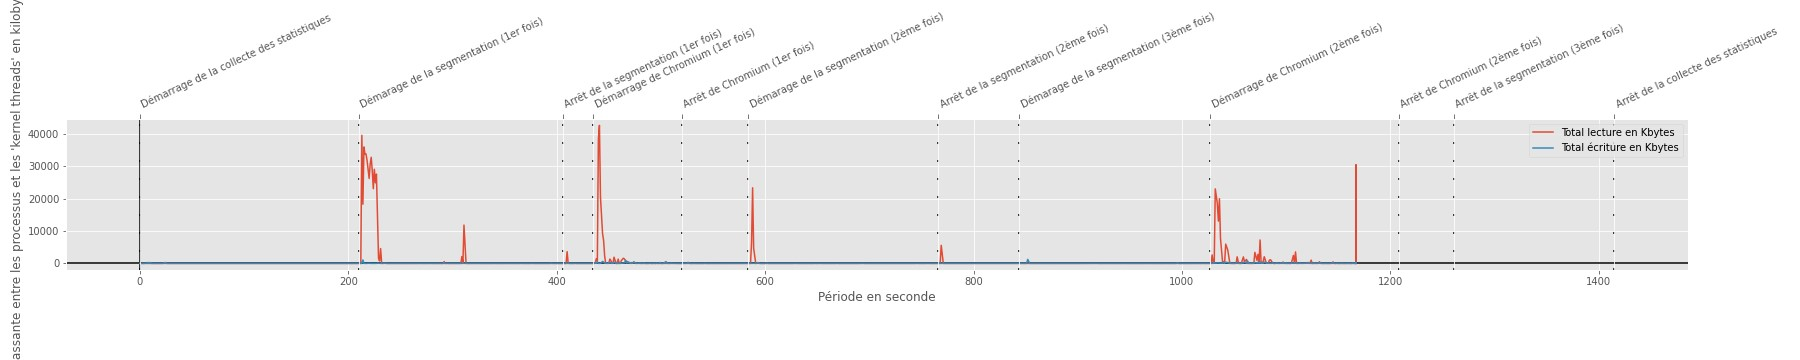 Démarrage de la collecte des statistiques
Démarage de la segmentation (1er fois)
Arrêt de la segmentation (1er fois)
Démarrage de Chromium (1er fois)
Arrêt de Chromium (1er fois)
Démarage de la segmentation (2ème fois)
Arrêt de la segmentation (2ème fois)
Démarage de la segmentation (3ème fois)
Démarrage de Chromium (2ème fois)
Arrêt de Chromium (2ème fois)
Arrêt de la segmentation (3ème fois)
Arrêt de la collecte des statistiques
assante entre les processus et les 'kernel threads' en kiloby
40000
30000
20000
10000
0
Total lecture en Kbytes
Total écriture en Kbytes
0 200 400 600 800 1000 1200 1400
Période en seconde